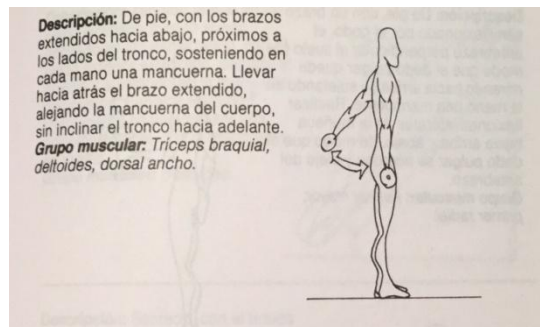 Descripción: De pie, con los brazos
extendidos hacia abajo, próximos a
los lados del tronco, sosteniendo en
cada mano una mancuerna. Llevar
hacia atrás el brazo extendido,
alejando la mancuerna del cuerpo,
sin inclinar el tronco hacia adelante.
Grupo muscular: Triceps braquial,
deltoides, dorsal ancho.